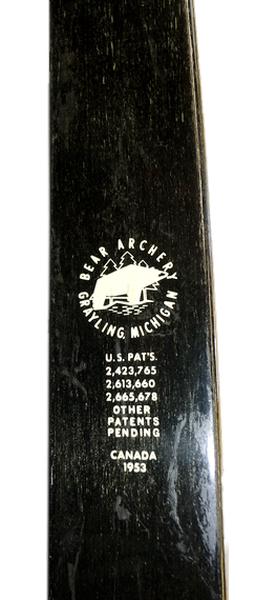 BEAR ARCHERY
GRAYLING, MICHIGAN
U.S. PAT'S.
2,423,765
2,613,660
2,665,678
OTHER
PATENTS
PENDING
CANADA
1953